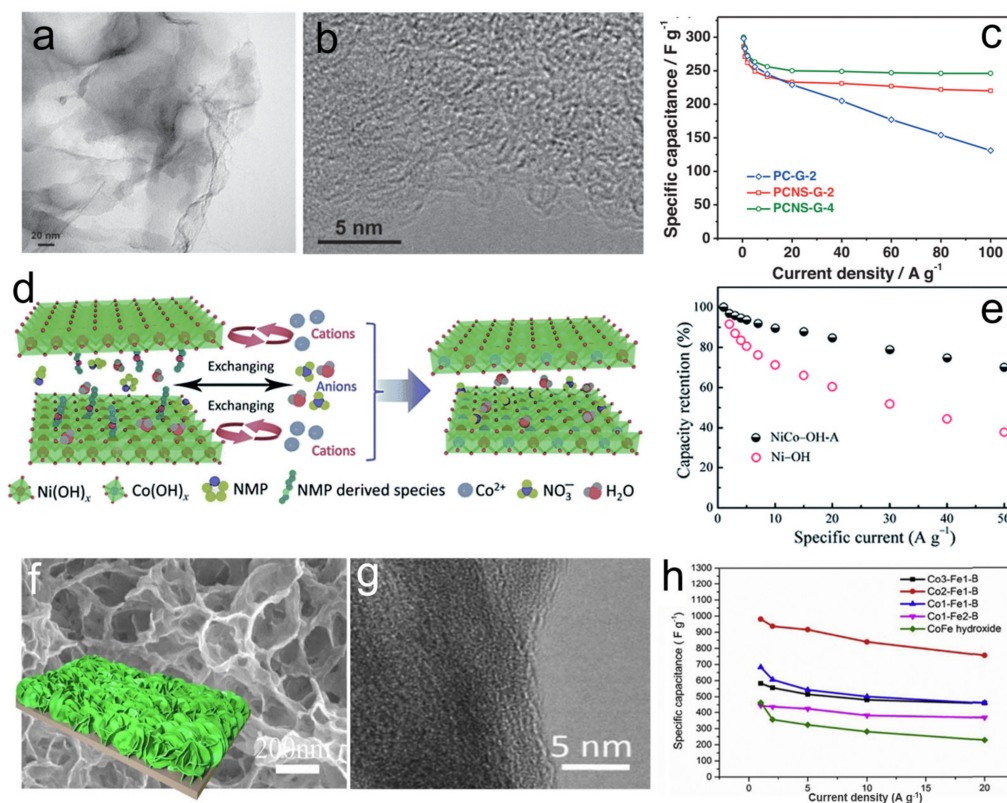 a
20 nm
b
5 nm
c
Specific capacitance / F g⁻¹
300
250
200
150
100
50
0
PC-G-2
PCNS-G-2
PCNS-G-4
0 20 40 60 80 100
Current density / A g⁻¹
d
Cations
Exchanging
Anions
Exchanging
Cations
Ni(OH)ₓ Co(OH)ₓ NMP NMP derived species Co²⁺ NO₃⁻ H₂O
e
Capacity retention (%)
100
80
60
40
20
0
NiCo–OH-A
Ni–OH
0 10 20 30 40 50
Specific current (A g⁻¹)
f
200nm
g
5 nm
h
Specific capacitance ( F g⁻¹)
1300
1200
1100
1000
900
800
700
600
500
400
300
200
100
0
Co3-Fe1-B
Co2-Fe1-B
Co1-Fe1-B
Co1-Fe2-B
CoFe hydroxide
0 5 10 15 20
Current density (A g⁻¹)